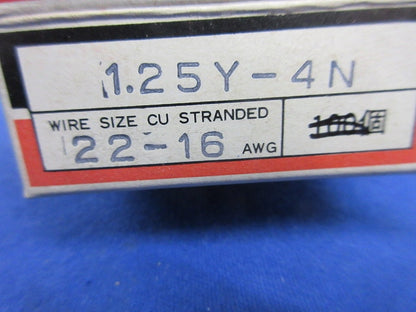 1.25Y-4N
WIRE SIZE CU STRANDED
22-16 AWG
100個